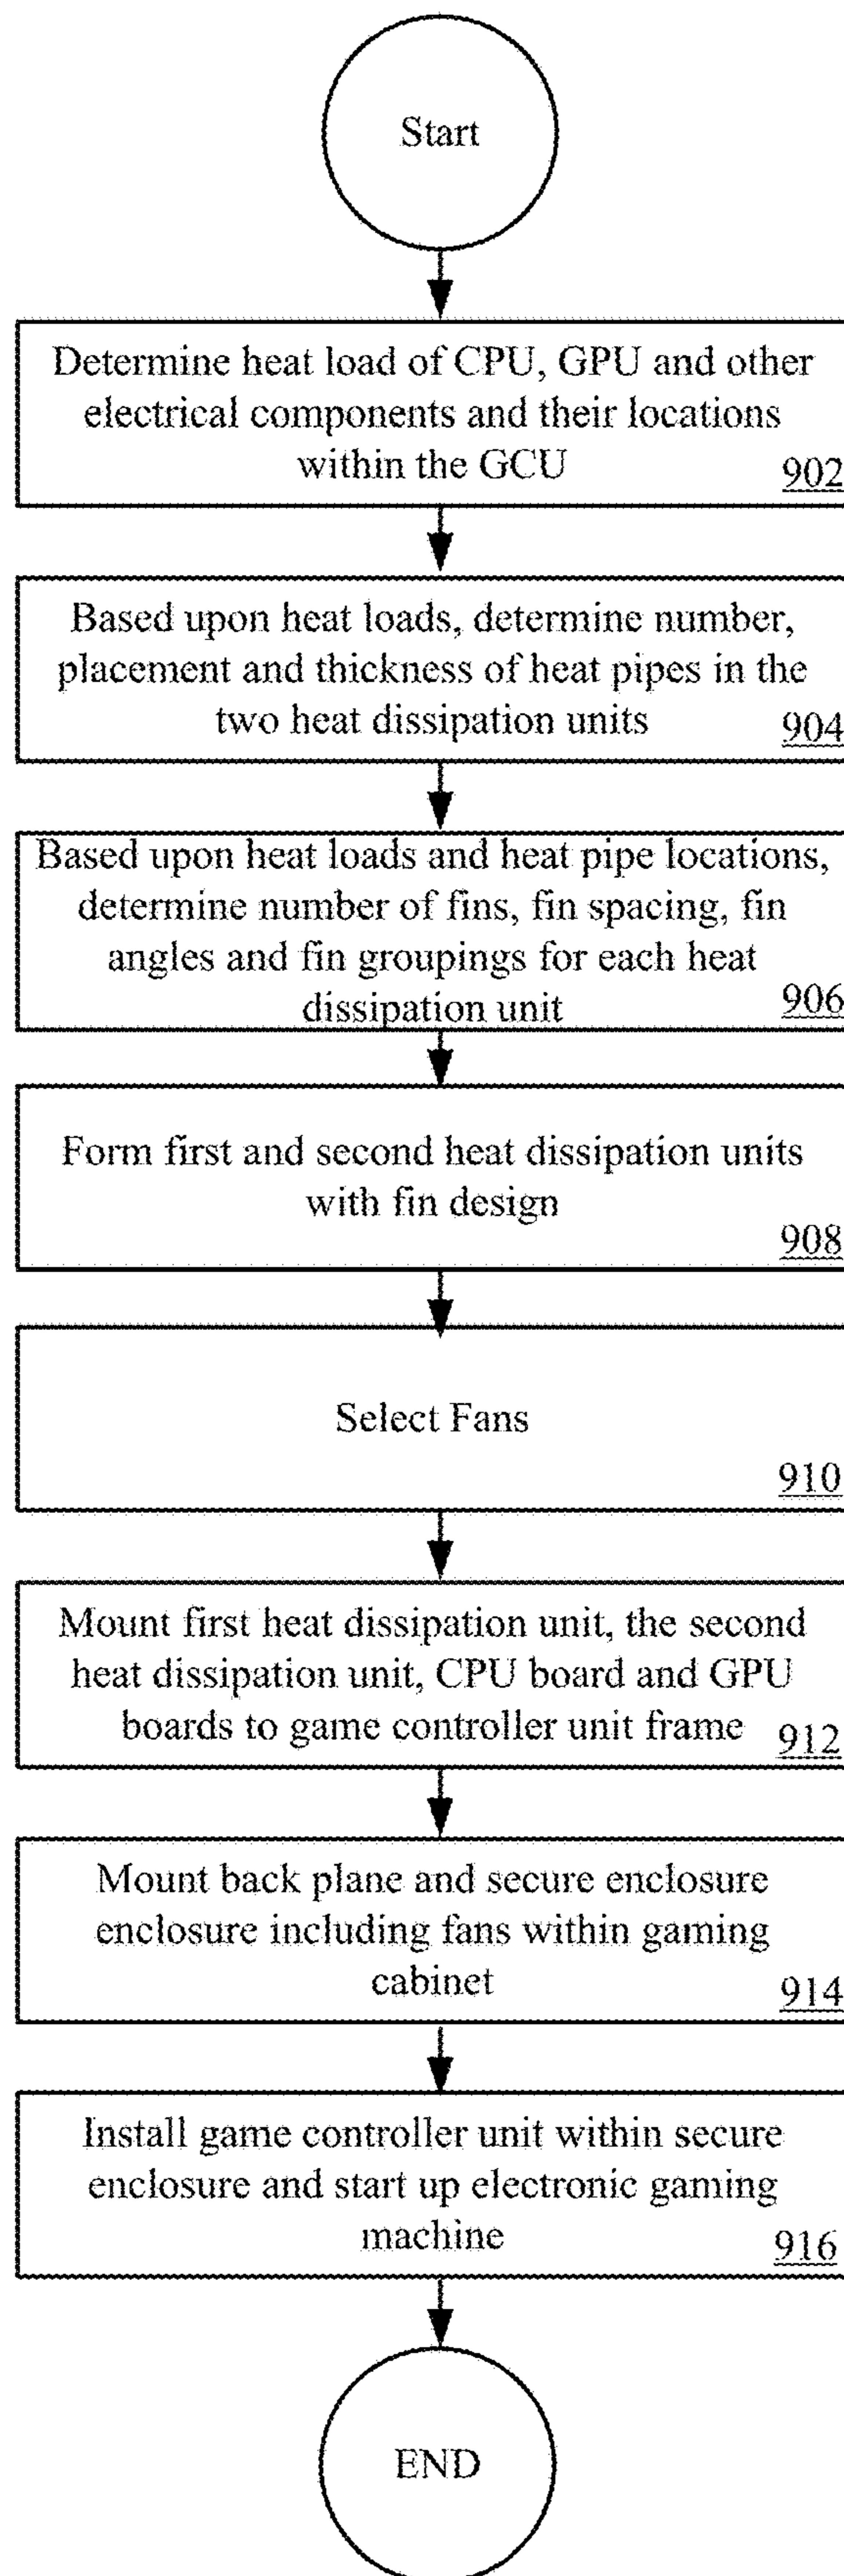 Start
Determine heat load of CPU, GPU and other
electrical components and their locations
within the GCU
902
Based upon heat loads, determine number,
placement and thickness of heat pipes in the
two heat dissipation units
904
Based upon heat loads and heat pipe locations,
determine number of fins, fin spacing, fin
angles and fin groupings for each heat
dissipation unit
906
Form first and second heat dissipation units
with fin design
908
Select Fans
910
Mount first heat dissipation unit, the second
heat dissipation unit, CPU board and GPU
boards to game controller unit frame
912
Mount back plane and secure enclosure
enclosure including fans within gaming
cabinet
914
Install game controller unit within secure
enclosure and start up electronic gaming
machine
916
END